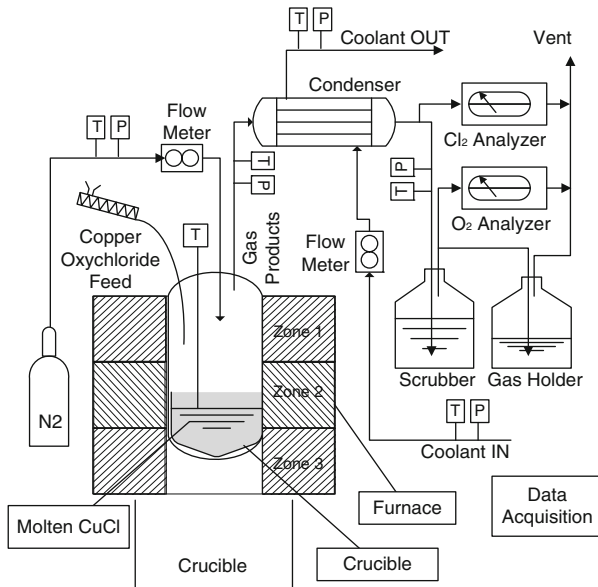 T P
Coolant OUT
Vent
Condenser
Flow
Meter
T P
Cl2 Analyzer
T
P
P
T
O2 Analyzer
Copper
Oxychloride
Feed
T
Gas
Products
Flow
Meter
Zone 1
Zone 2
Zone 3
Scrubber
Gas Holder
N2
T P
Coolant IN
Furnace
Data
Acquisition
Molten CuCl
Crucible
Crucible